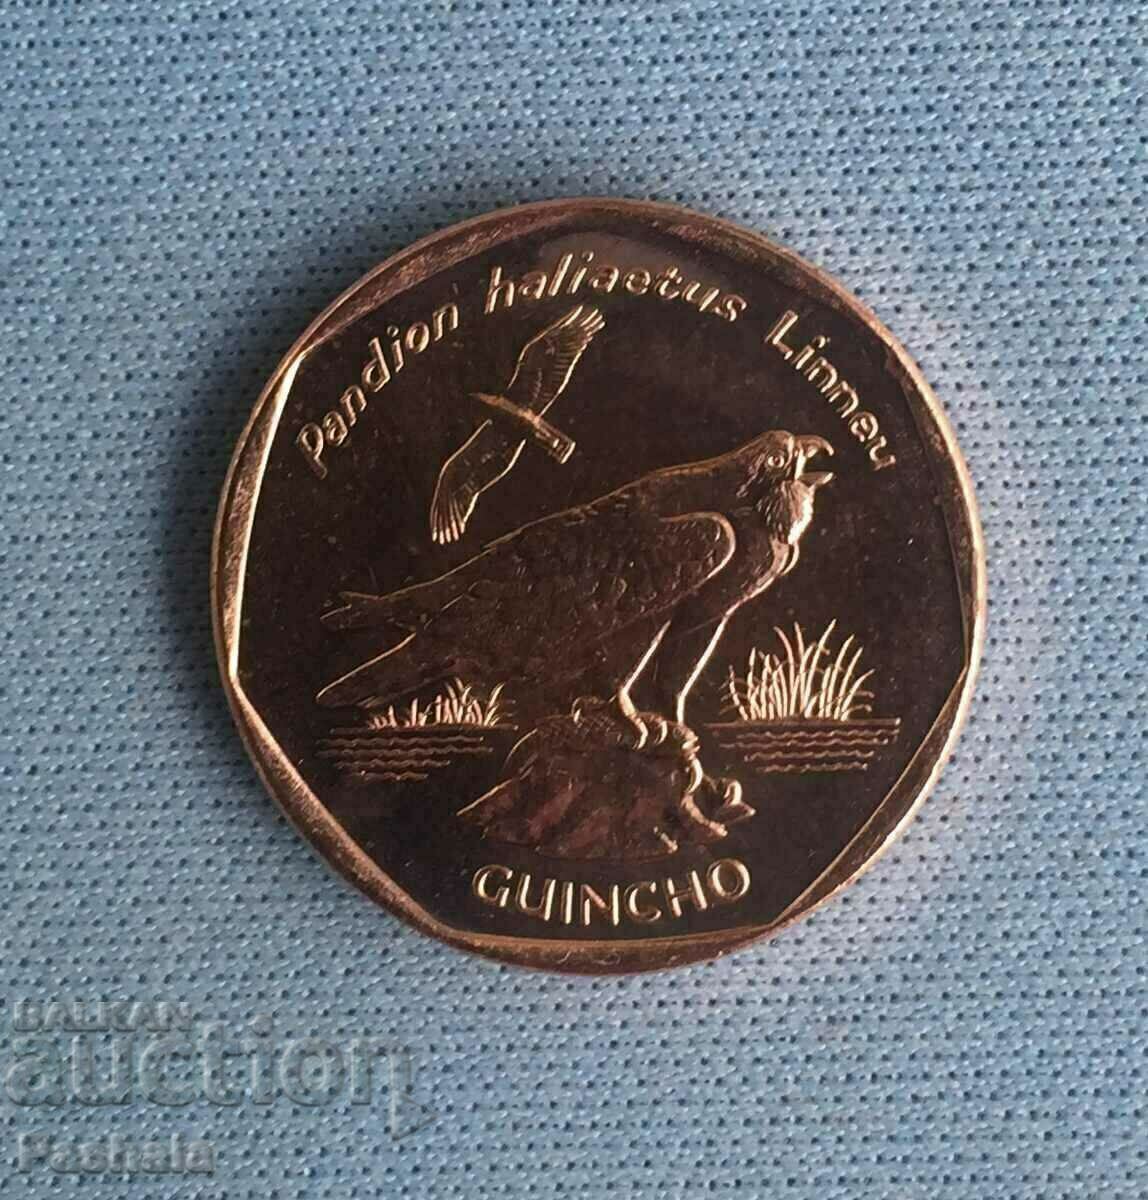 Pandion haliaetus Linneu
GUINCHO
BALKAN
auction
Pashala